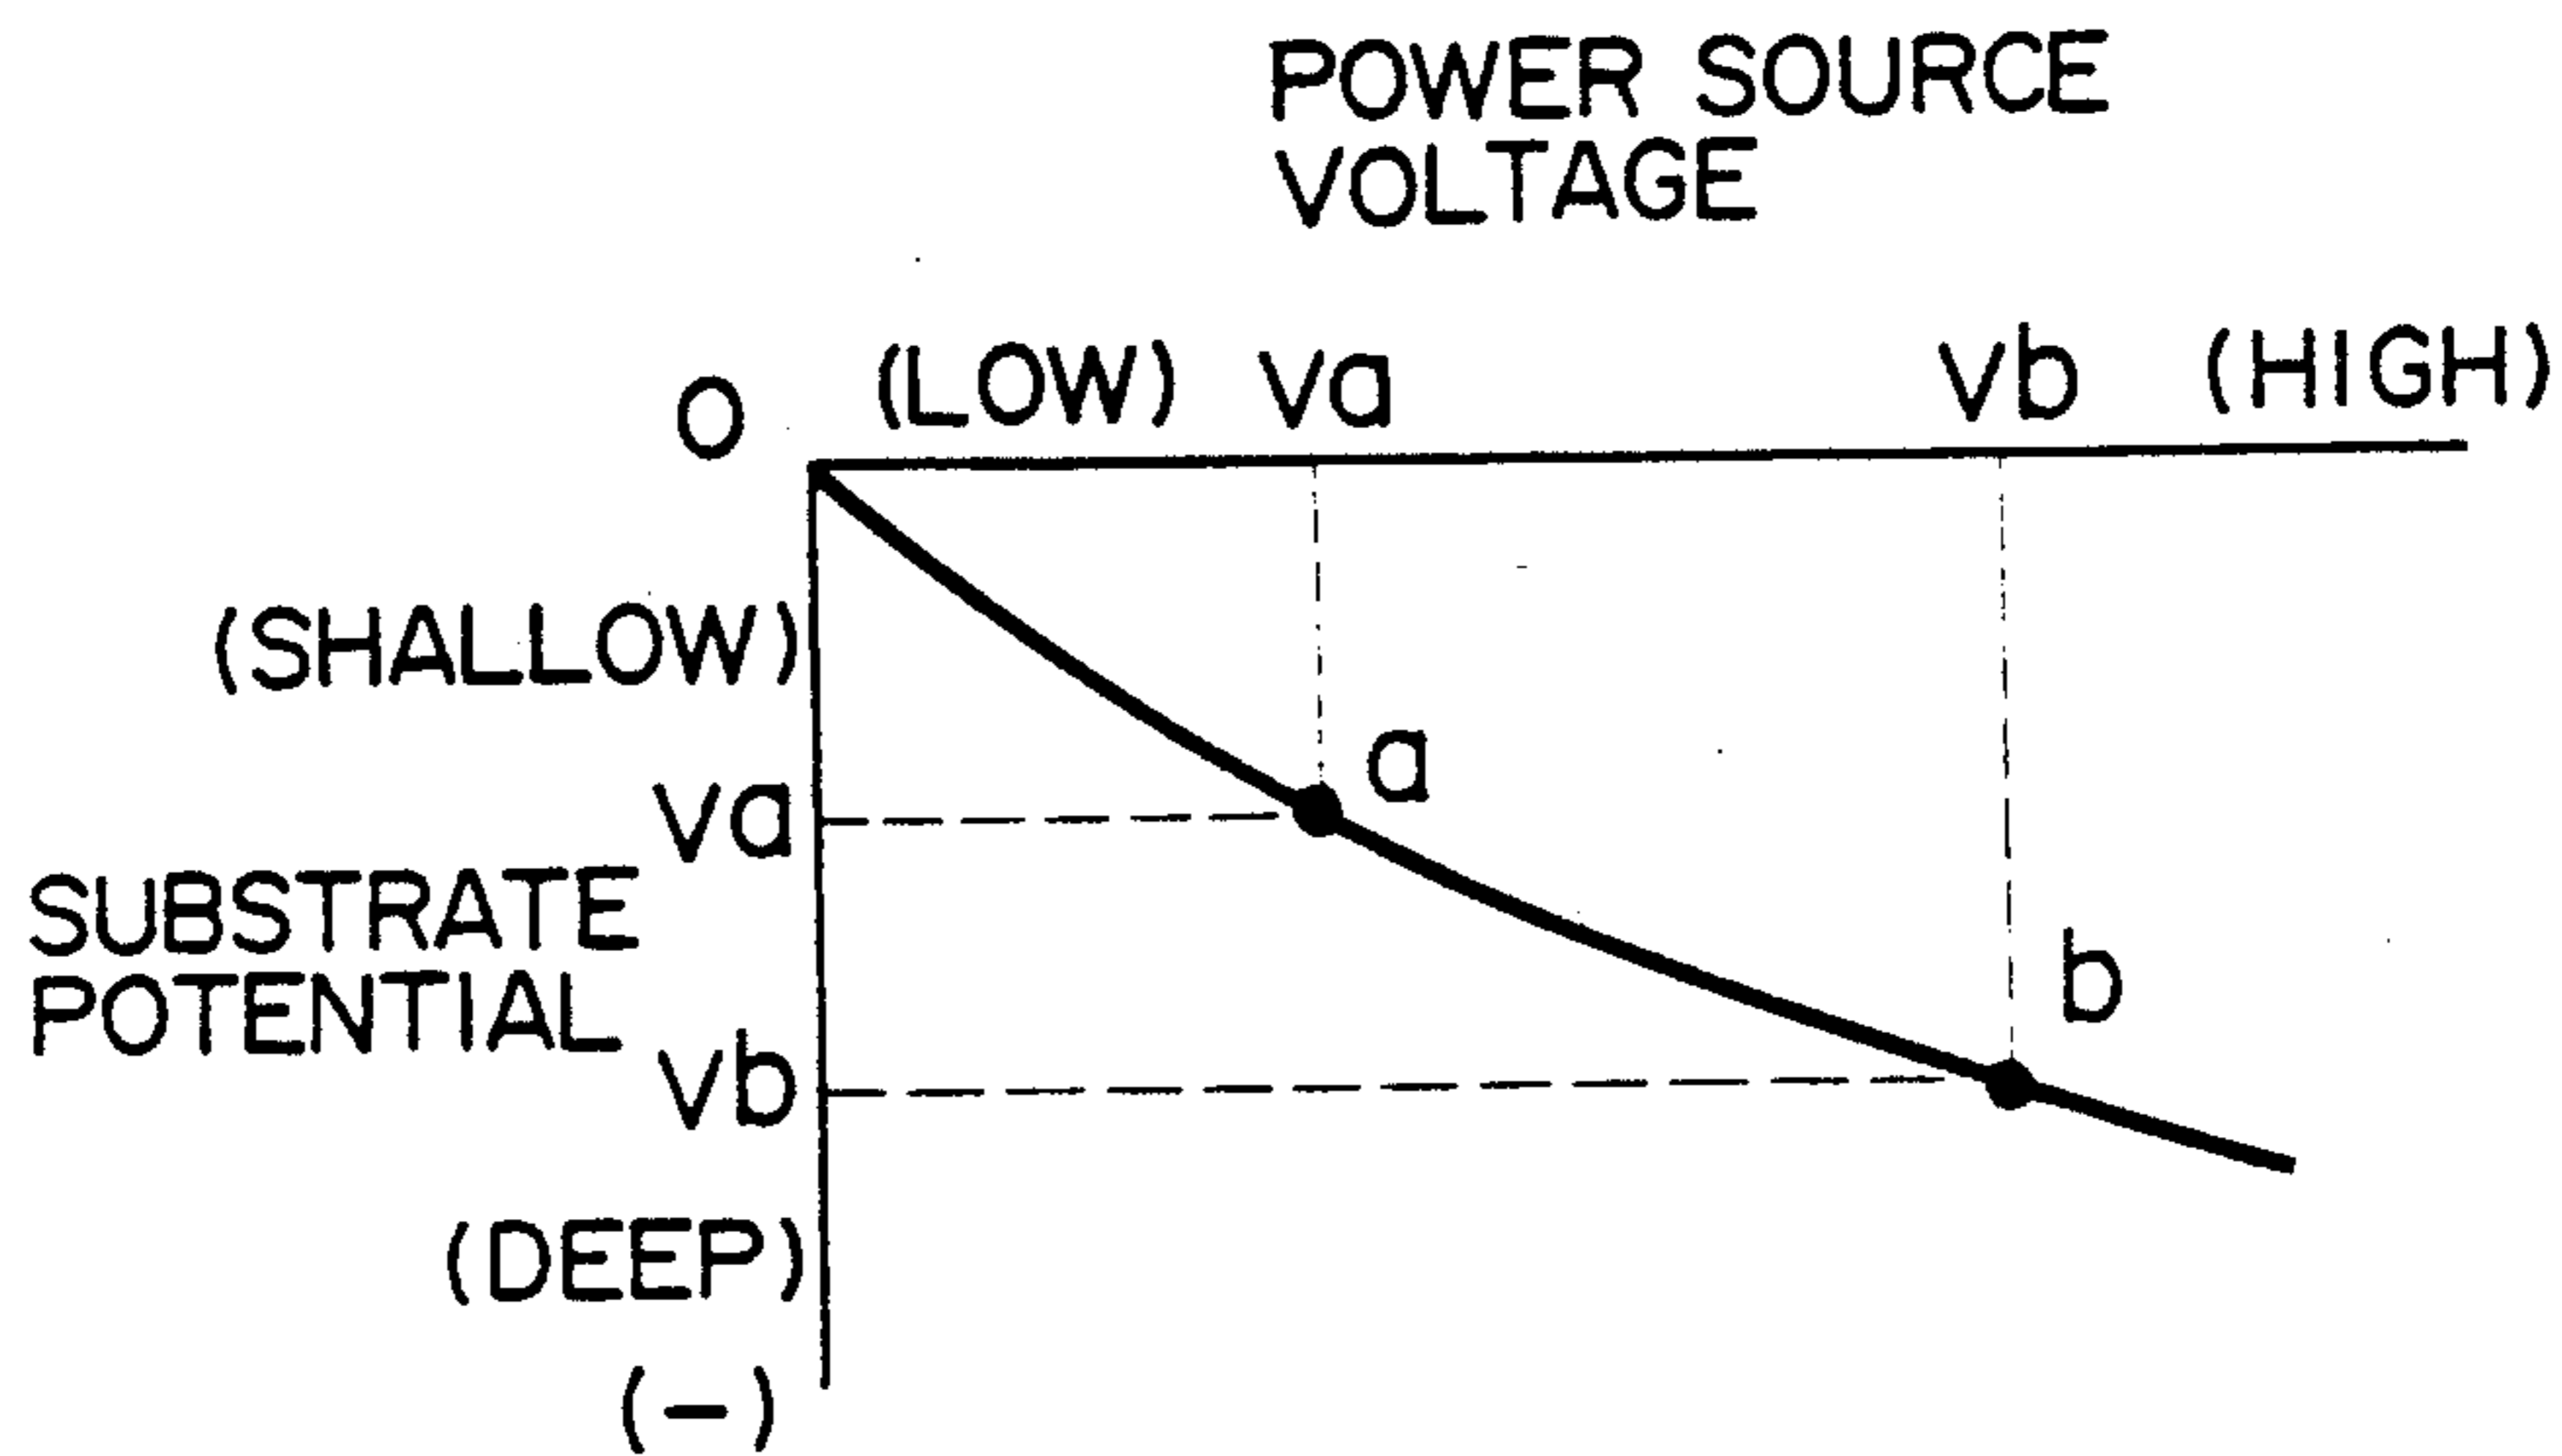 POWER SOURCE
VOLTAGE
O (LOW) Va Vb (HIGH)
(SHALLOW)
a
Va
SUBSTRATE
POTENTIAL
b
Vb
(DEEP)
(-)